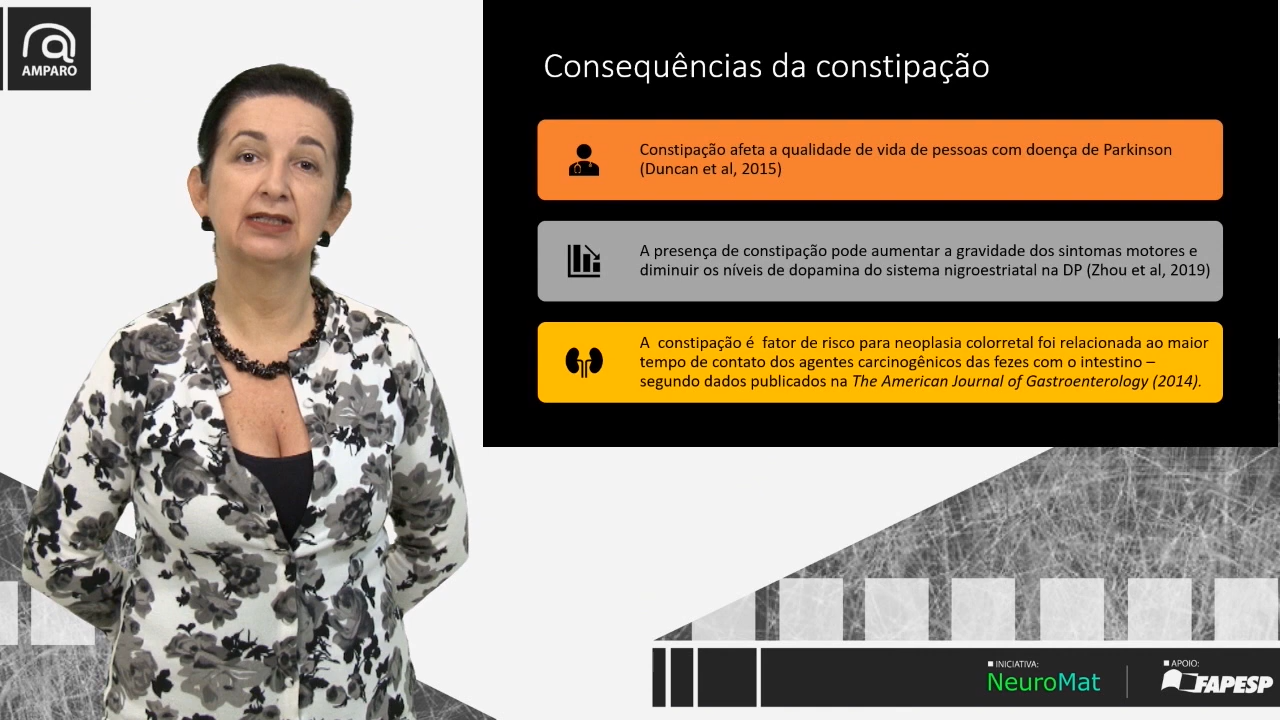 AMPARO
Consequências da constipação
Constipação afeta a qualidade de vida de pessoas com doença de Parkinson
(Duncan et al, 2015)
A presença de constipação pode aumentar a gravidade dos sintomas motores e
diminuir os níveis de dopamina do sistema nigroestriatal na DP (Zhou et al, 2019)
A constipação é fator de risco para neoplasia colorretal foi relacionada ao maior
tempo de contato dos agentes carcinogênicos das fezes com o intestino –
segundo dados publicados na The American Journal of Gastroenterology (2014).
INICIATIVA:
NeuroMat
APOIO:
FAPESP